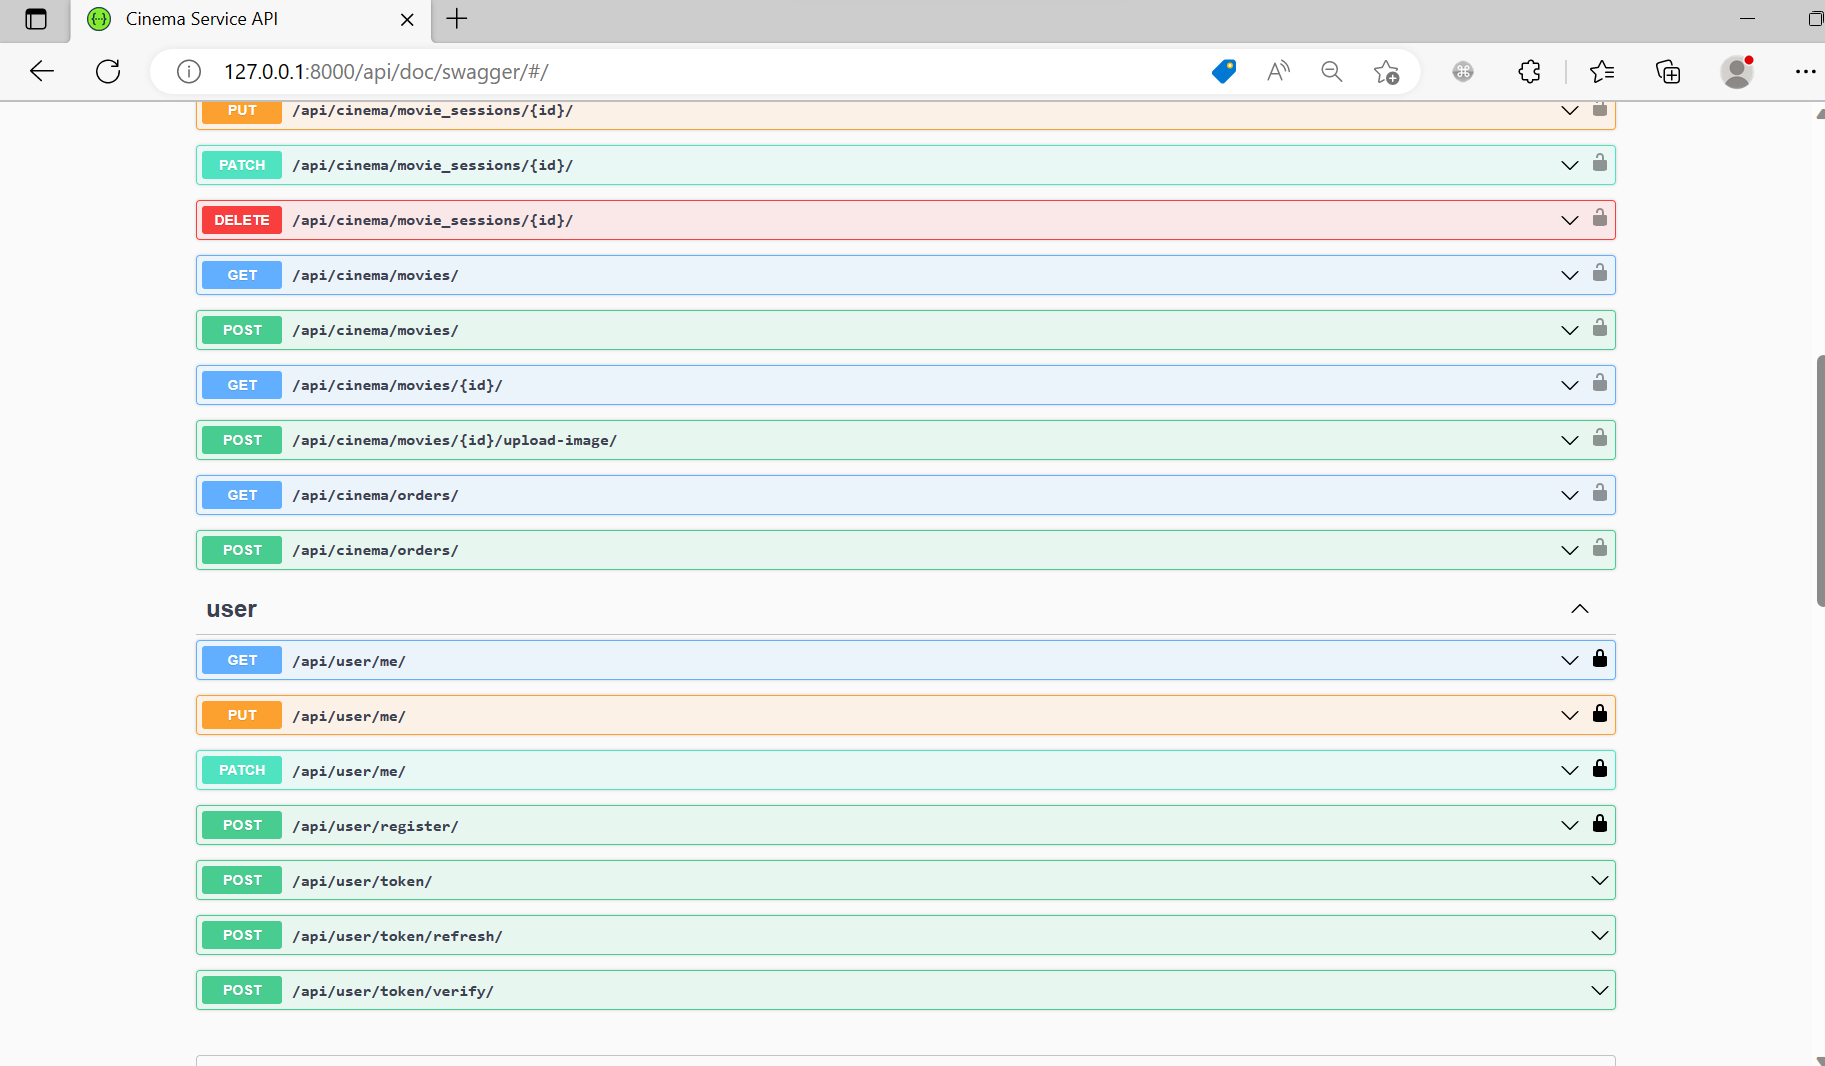 Cinema Service API
127.0.0.1:8000/api/doc/swagger/#/
PUT /api/cinema/movie_sessions/{id}/
PATCH /api/cinema/movie_sessions/{id}/
DELETE /api/cinema/movie_sessions/{id}/
GET /api/cinema/movies/
POST /api/cinema/movies/
GET /api/cinema/movies/{id}/
POST /api/cinema/movies/{id}/upload-image/
GET /api/cinema/orders/
POST /api/cinema/orders/
user
GET /api/user/me/
PUT /api/user/me/
PATCH /api/user/me/
POST /api/user/register/
POST /api/user/token/
POST /api/user/token/refresh/
POST /api/user/token/verify/